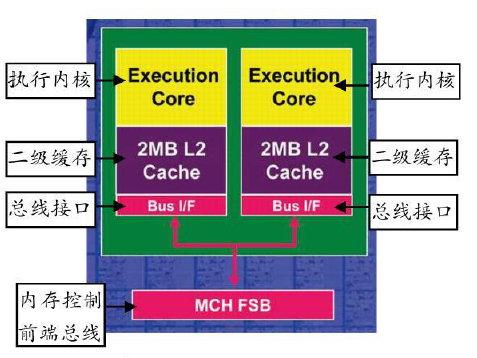 执行内核
Execution
Core
Execution
Core
执行内核
二级缓存
2MB L2
Cache
2MB L2
Cache
二级缓存
总线接口
Bus I/F
Bus I/F
总线接口
内存控制
前端总线
MCH FSB